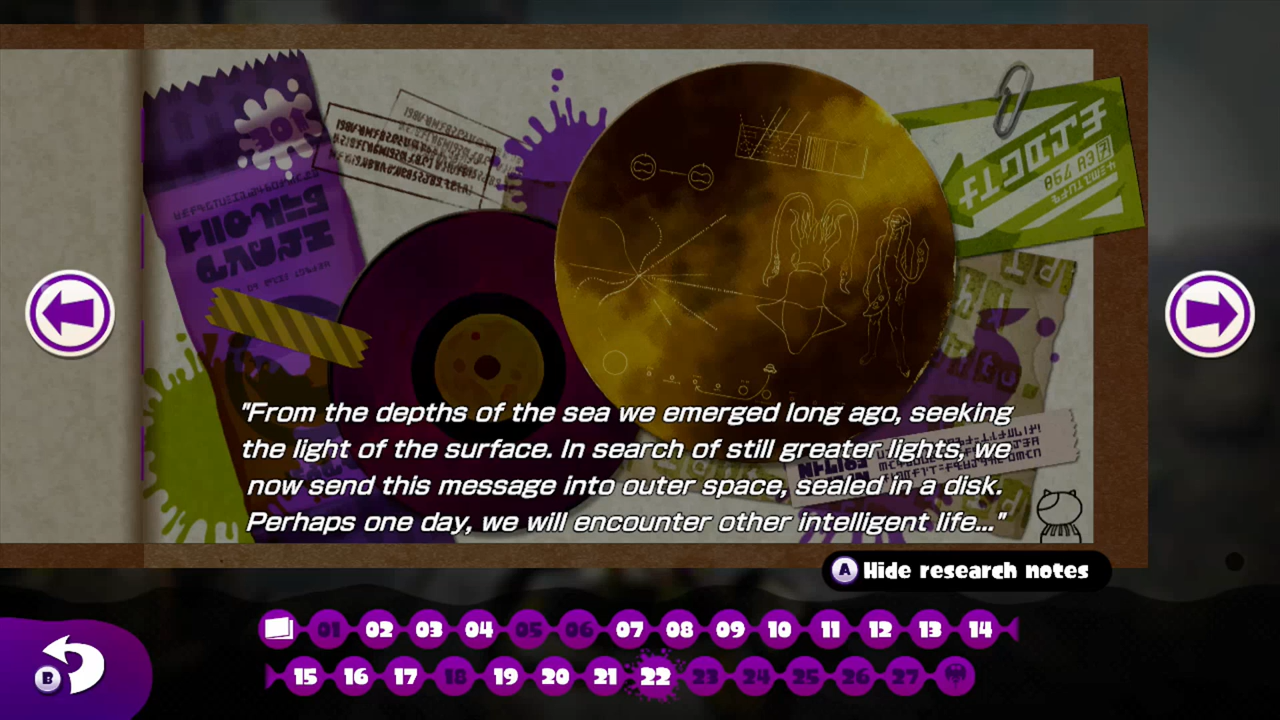 "From the depths of the sea we emerged long ago, seeking
the light of the surface. In search of still greater lights, we
now send this message into outer space, sealed in a disk.
Perhaps one day, we will encounter other intelligent life..."
A Hide research notes
01 02 03 04 05 06 07 08 09 10 11 12 13 14
15 16 17 18 19 20 21 22 23 24 25 26 27
B